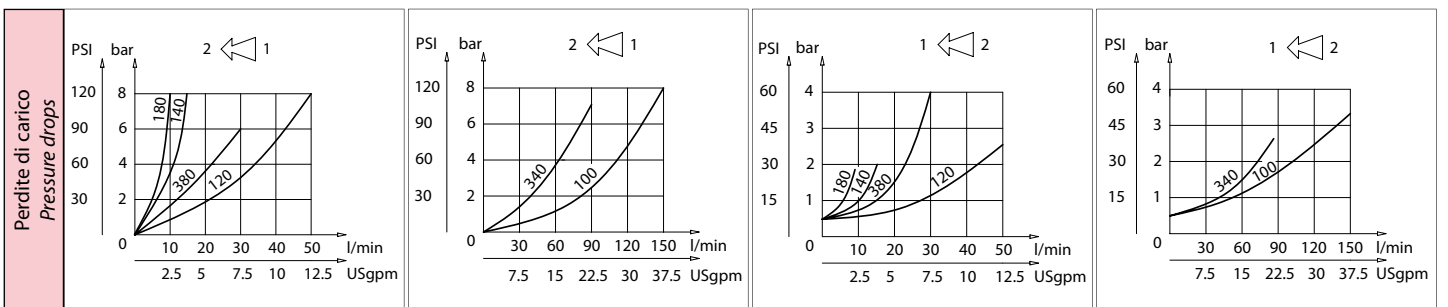 Perdite di carico
Pressure drops
PSI bar 2 1
120 8
90 6
60 4
30 2
0
180 140 380 120
10 20 30 40 50 l/min
2.5 5 7.5 10 12.5 USgpm
PSI bar 2 1
120 8
90 6
60 4
30 2
0
340 100
30 60 90 120 150 l/min
7.5 15 22.5 30 37.5 USgpm
PSI bar 1 2
60 4
45 3
30 2
15 1
0
180 140 380 120
10 20 30 40 50 l/min
2.5 5 7.5 10 12.5 USgpm
PSI bar 1 2
60 4
45 3
30 2
15 1
0
340 100
30 60 90 120 150 l/min
7.5 15 22.5 30 37.5 USgpm